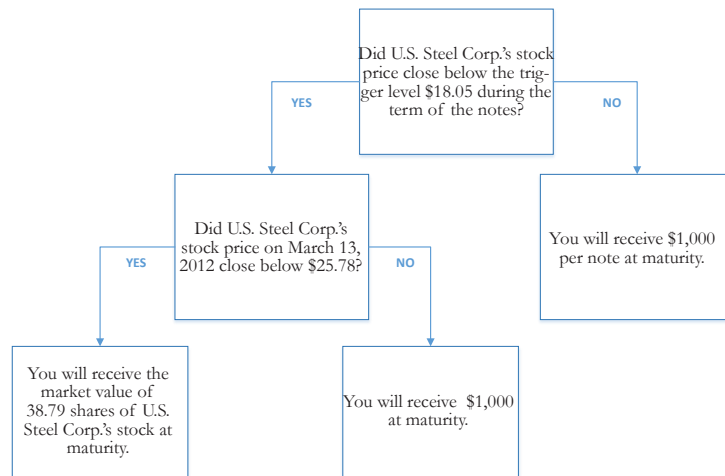 Did U.S. Steel Corp.'s stock
price close below the trig-
ger level $18.05 during the
term of the notes?
YES
NO
Did U.S. Steel Corp.'s
stock price on March 13,
2012 close below $25.78?
You will receive $1,000
per note at maturity.
YES
NO
You will receive the
market value of
38.79 shares of U.S.
Steel Corp.'s stock at
maturity.
You will receive $1,000
at maturity.